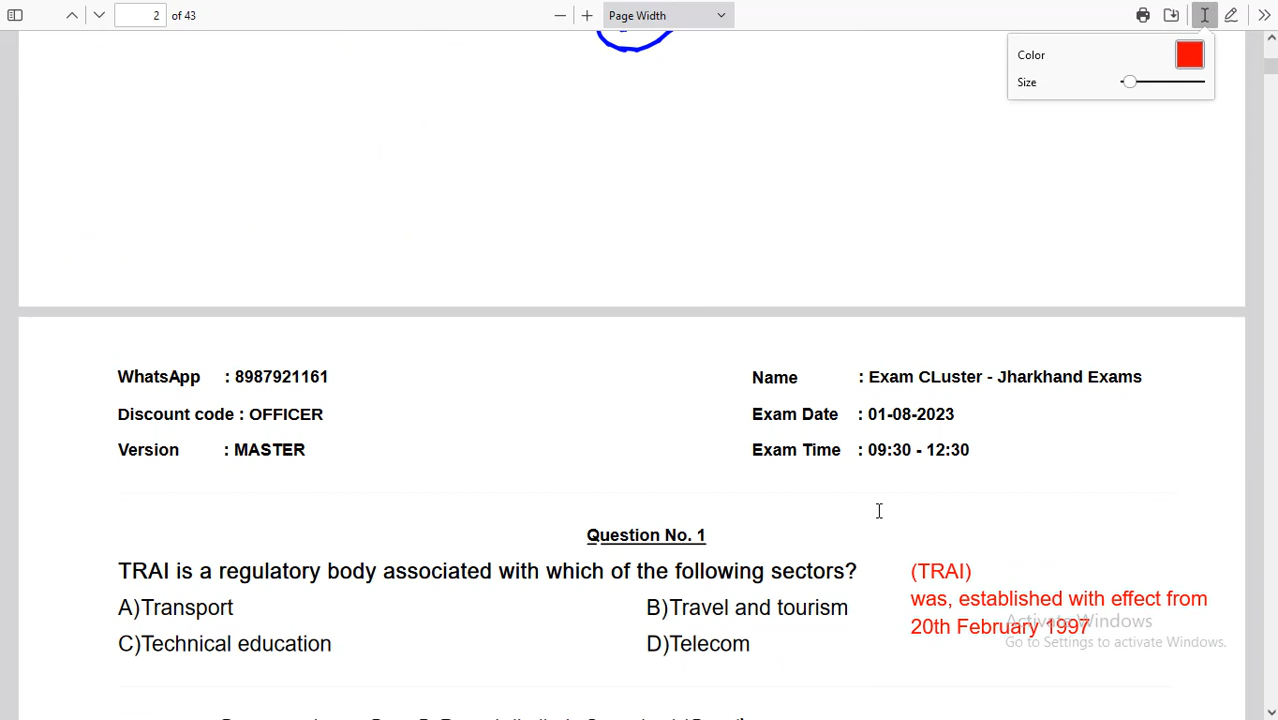 2 of 43
Page Width
Color
Size
WhatsApp : 8987921161
Name : Exam CLuster - Jharkhand Exams
Discount code : OFFICER
Exam Date : 01-08-2023
Version : MASTER
Exam Time : 09:30 - 12:30
Question No. 1
TRAI is a regulatory body associated with which of the following sectors?
(TRAI)
was, established with effect from
20th February 1997
A)Transport
B)Travel and tourism
C)Technical education
D)Telecom
Activate Windows
Go to Settings to activate Windows.